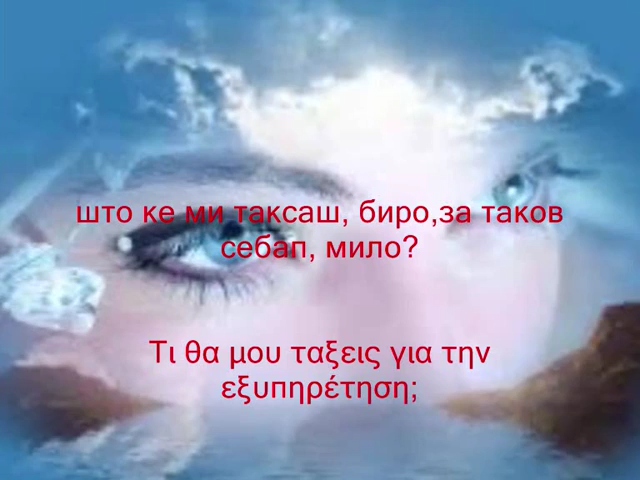 што ке ми таксаш, биро,за таков
себап, мило?
Τι θα μου ταξεις για την
εξυπηρέτηση;